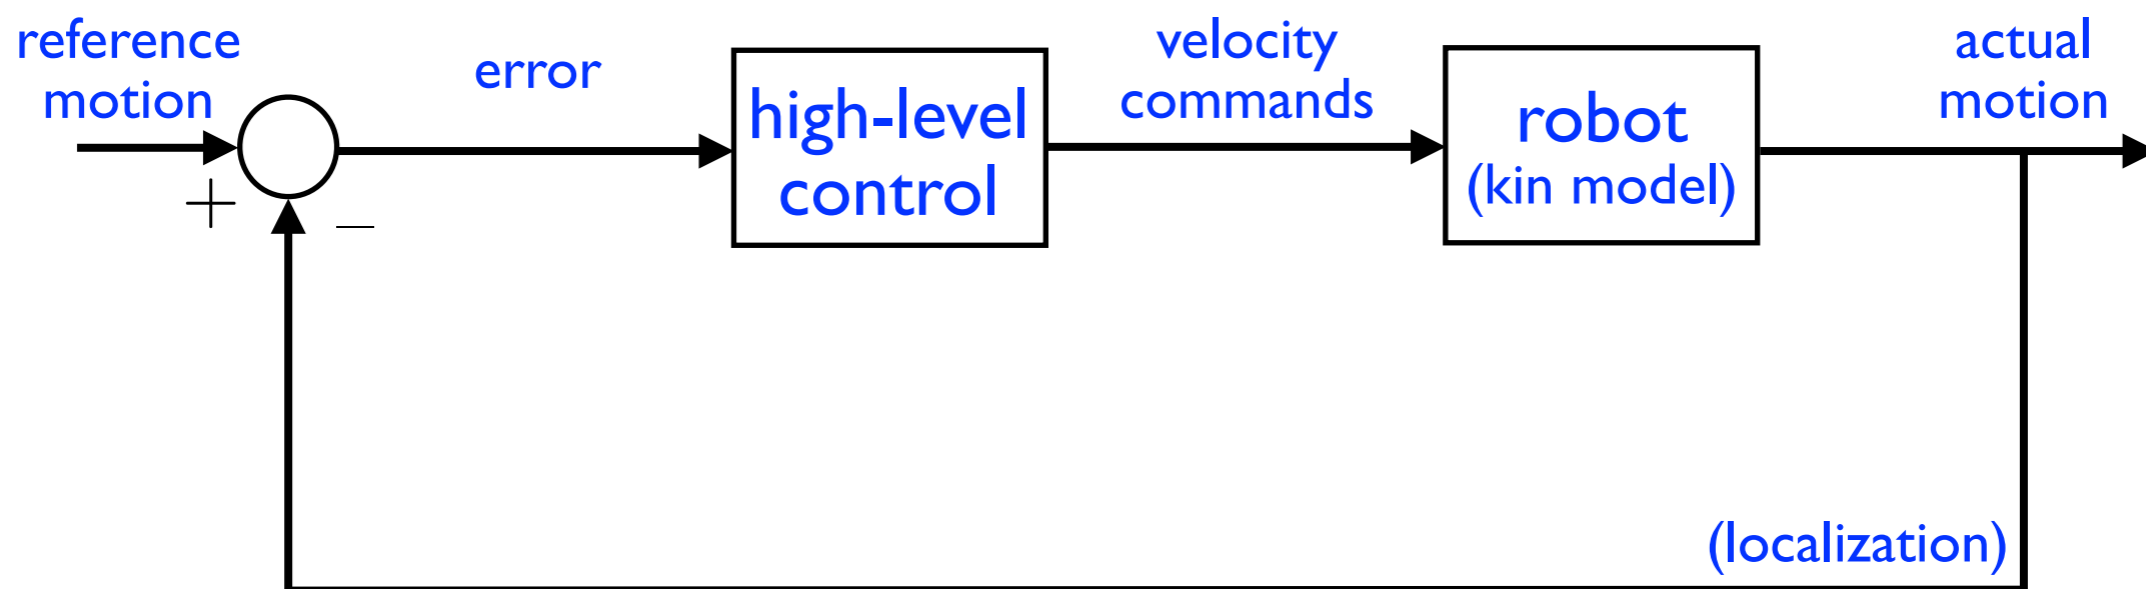 reference
motion
error
high-level
control
velocity
commands
robot
(kin model)
actual
motion
+
−
(localization)